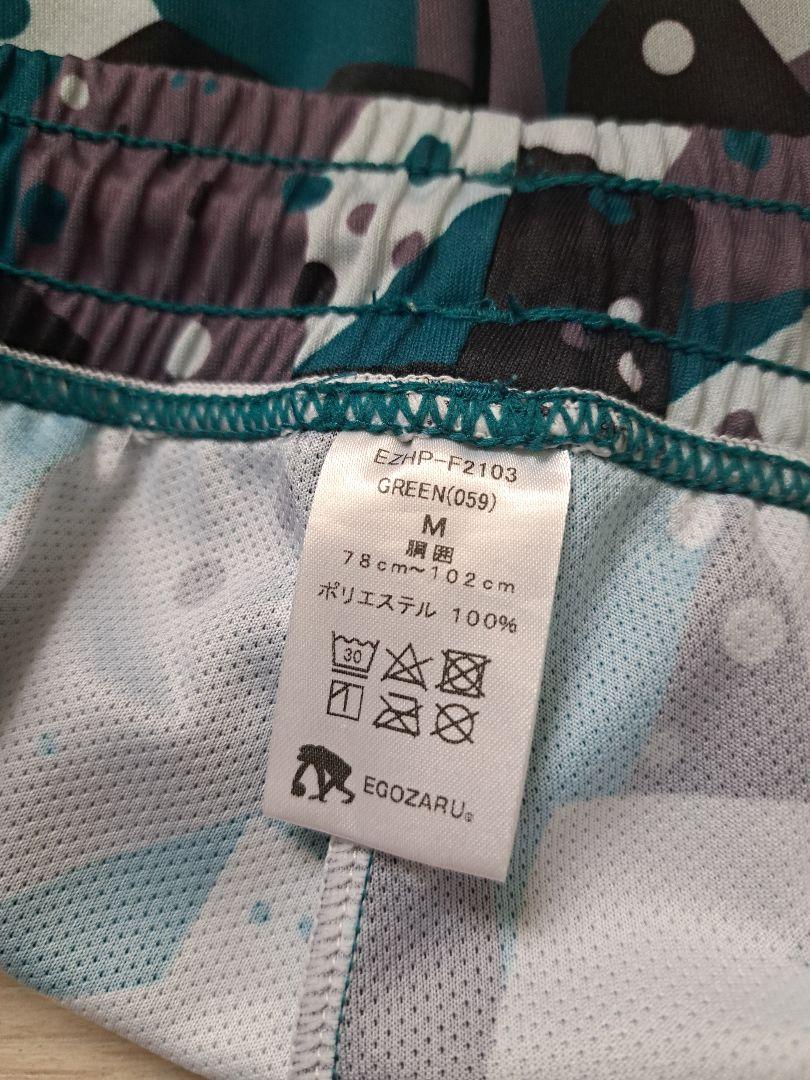 EZHP-F2103
GREEN(059)
M
胴囲
78cm～102cm
ポリエステル 100%
30
EGOZARU®